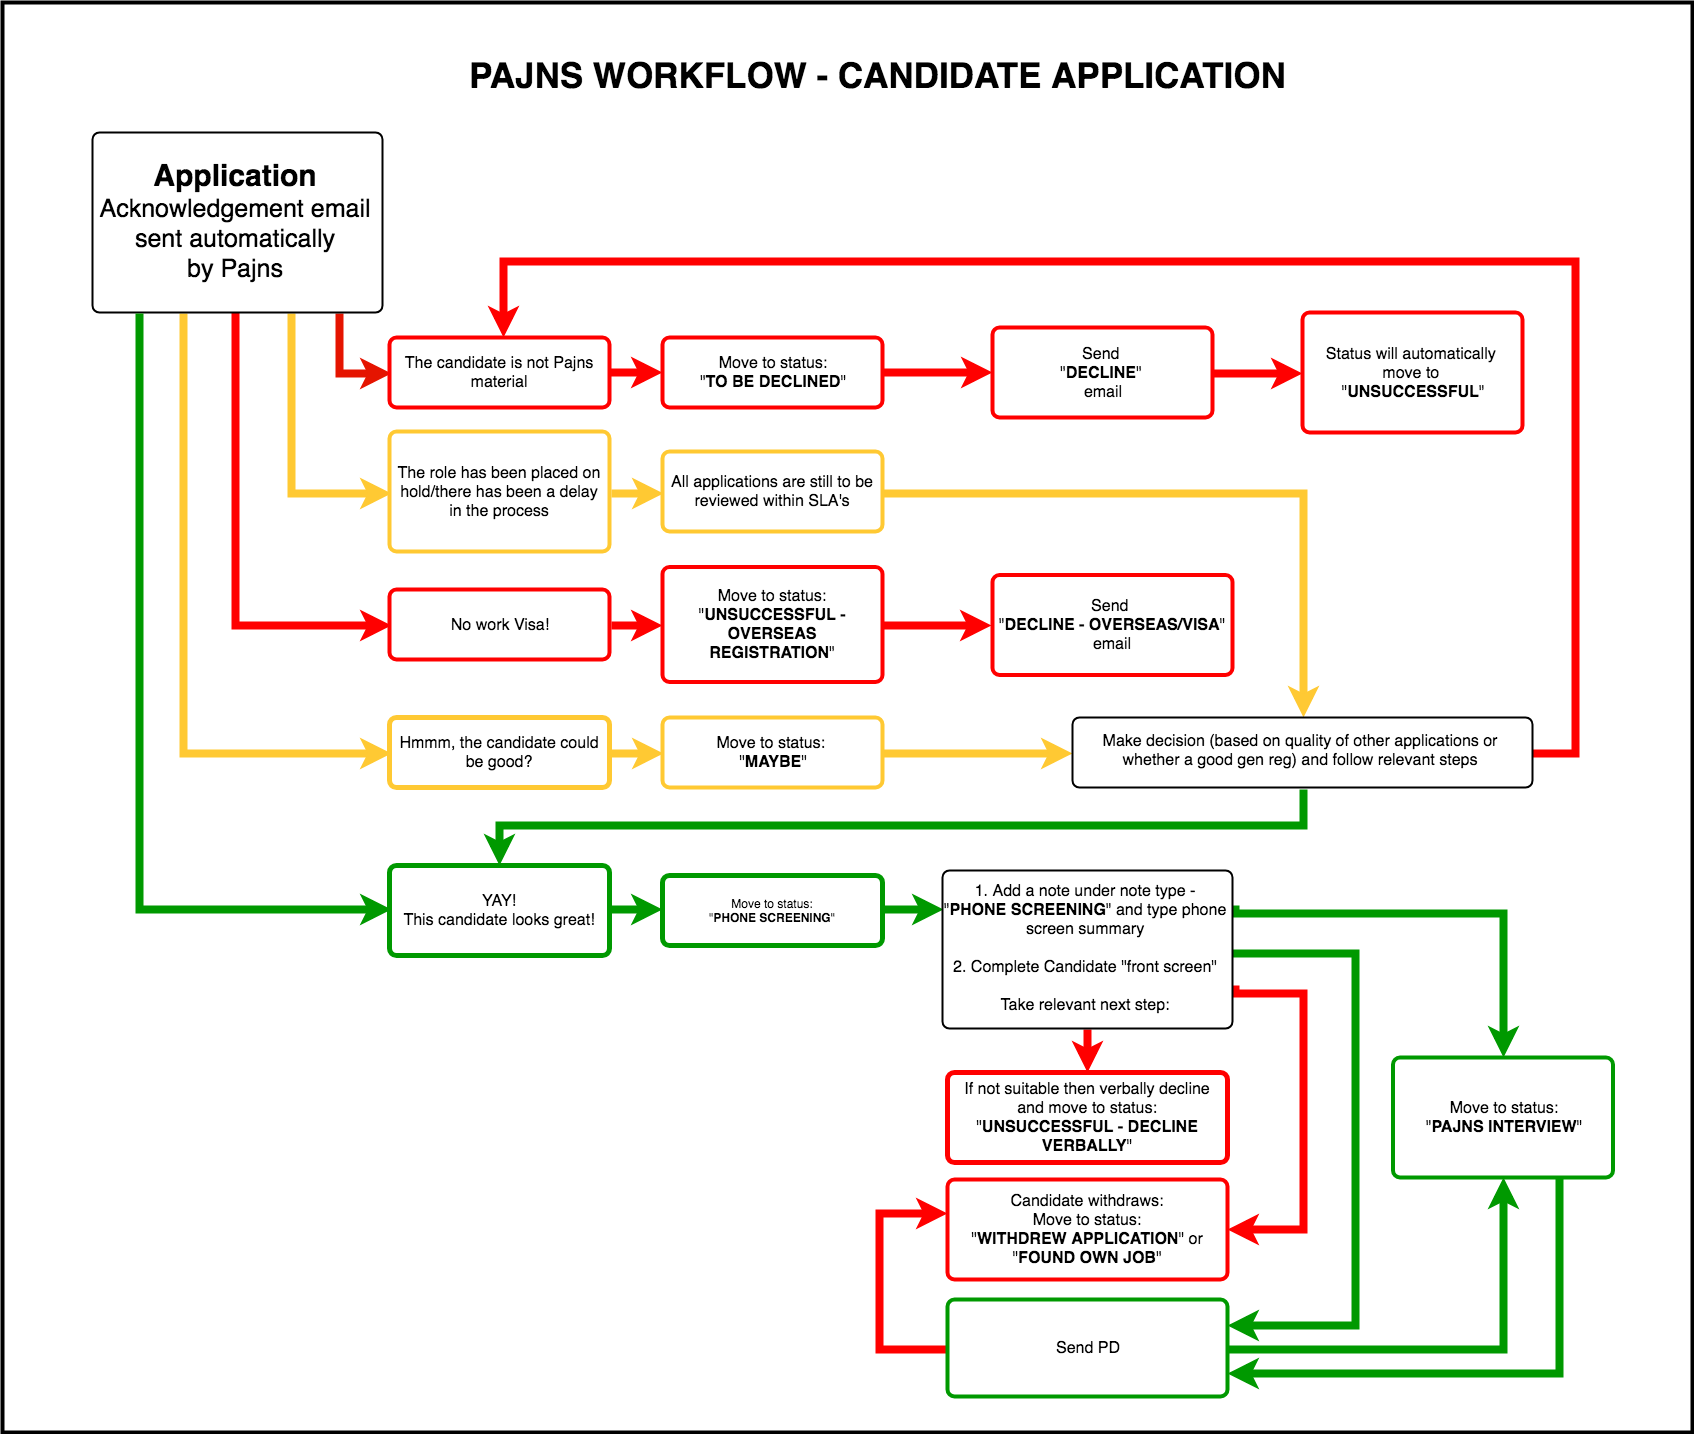 PAJNS WORKFLOW - CANDIDATE APPLICATION
Application
Acknowledgement email
sent automatically
by Pajns
The candidate is not Pajns
material
Move to status:
"TO BE DECLINED"
Send
"DECLINE"
email
Status will automatically
move to
"UNSUCCESSFUL"
The role has been placed on
hold/there has been a delay
in the process
All applications are still to be
reviewed within SLA's
No work Visa!
Move to status:
"UNSUCCESSFUL -
OVERSEAS
REGISTRATION"
Send
"DECLINE - OVERSEAS/VISA"
email
Hmmm, the candidate could
be good?
Move to status:
"MAYBE"
Make decision (based on quality of other applications or
whether a good gen reg) and follow relevant steps
YAY!
This candidate looks great!
Move to status:
"PHONE SCREENING"
1. Add a note under note type -
"PHONE SCREENING" and type phone
screen summary
2. Complete Candidate "front screen"
Take relevant next step:
If not suitable then verbally decline
and move to status:
"UNSUCCESSFUL - DECLINE
VERBALLY"
Move to status:
"PAJNS INTERVIEW"
Candidate withdraws:
Move to status:
"WITHDREW APPLICATION" or
"FOUND OWN JOB"
Send PD